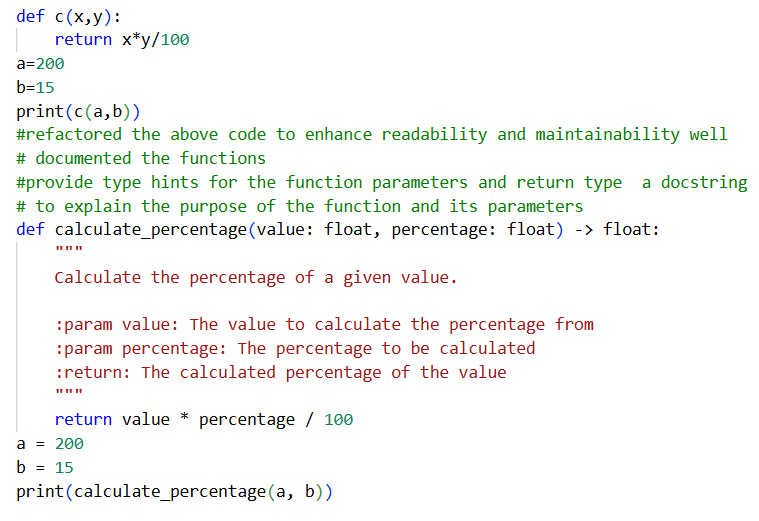 def c(x,y):
    return x*y/100
a=200
b=15
print(c(a,b))
#refactored the above code to enhance readability and maintainability well
# documented the functions
#provide type hints for the function parameters and return type  a docstring
# to explain the purpose of the function and its parameters
def calculate_percentage(value: float, percentage: float) -> float:
    """
    Calculate the percentage of a given value.

    :param value: The value to calculate the percentage from
    :param percentage: The percentage to be calculated
    :return: The calculated percentage of the value
    """
    return value * percentage / 100
a = 200
b = 15
print(calculate_percentage(a, b))